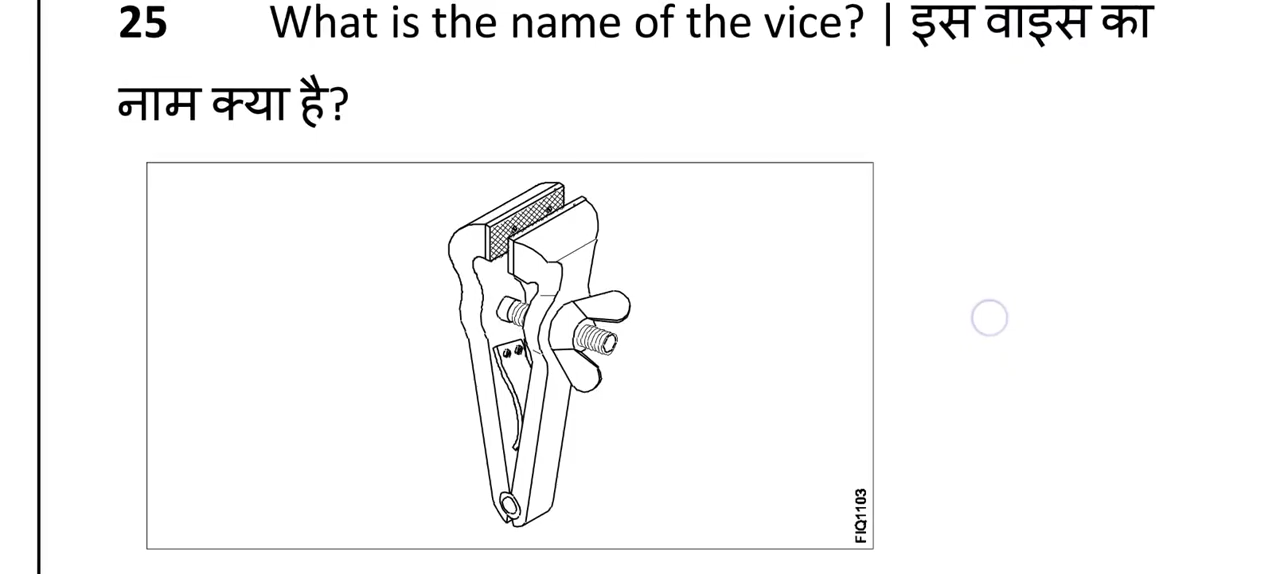 25 What is the name of the vice? | इस वाइस का
नाम क्या है?
FIQ1103